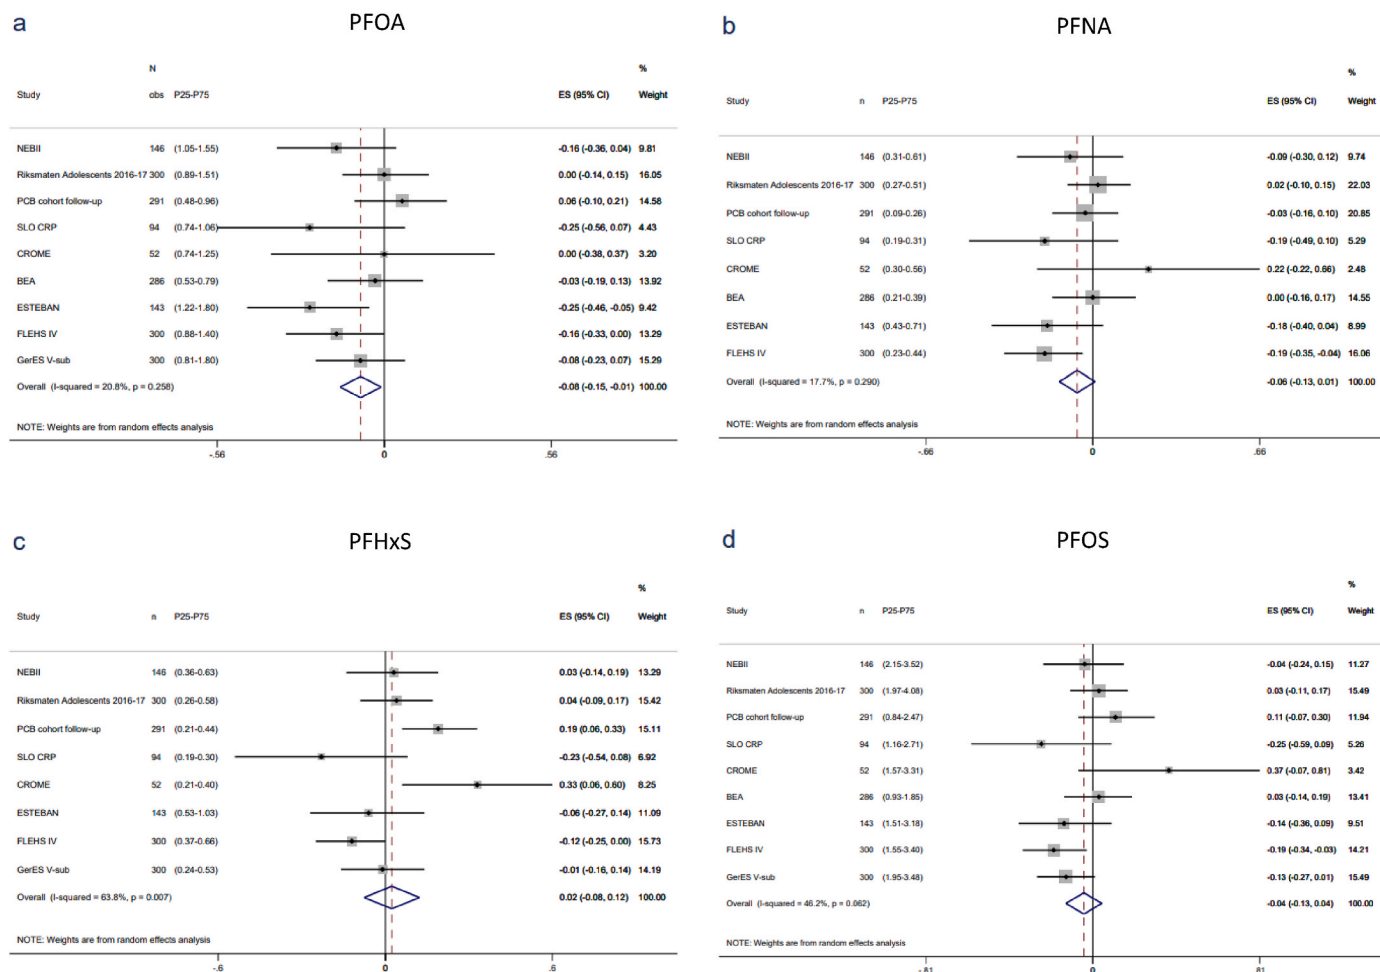 a
PFOA
N
%
Study obs P25-P75 ES (95% CI) Weight
NEBII 146 (1.05-1.55) -0.16 (-0.36, 0.04) 9.81
Riksmaten Adolescents 2016-17 300 (0.89-1.51) 0.00 (-0.14, 0.15) 16.05
PCB cohort follow-up 291 (0.48-0.96) 0.06 (-0.10, 0.21) 14.58
SLO CRP 94 (0.74-1.06) -0.25 (-0.56, 0.07) 4.43
CROME 52 (0.74-1.25) 0.00 (-0.38, 0.37) 3.20
BEA 286 (0.53-0.79) -0.03 (-0.19, 0.13) 13.92
ESTEBAN 143 (1.22-1.80) -0.25 (-0.46, -0.05) 9.42
FLEHS IV 300 (0.88-1.40) -0.16 (-0.33, 0.00) 13.29
GerES V-sub 300 (0.81-1.80) -0.08 (-0.23, 0.07) 15.29
Overall (I-squared = 20.8%, p = 0.258) -0.08 (-0.15, -0.01) 100.00
NOTE: Weights are from random effects analysis
-.56 0 .56
b
PFNA
%
Study n P25-P75 ES (95% CI) Weight
NEBII 146 (0.31-0.61) -0.09 (-0.30, 0.12) 9.74
Riksmaten Adolescents 2016-17 300 (0.27-0.51) 0.02 (-0.10, 0.15) 22.03
PCB cohort follow-up 291 (0.09-0.26) -0.03 (-0.16, 0.10) 20.85
SLO CRP 94 (0.19-0.31) -0.19 (-0.49, 0.10) 5.29
CROME 52 (0.30-0.56) 0.22 (-0.22, 0.66) 2.48
BEA 286 (0.21-0.39) 0.00 (-0.16, 0.17) 14.55
ESTEBAN 143 (0.43-0.71) -0.18 (-0.40, 0.04) 8.99
FLEHS IV 300 (0.23-0.44) -0.19 (-0.35, -0.04) 16.06
Overall (I-squared = 17.7%, p = 0.290) -0.06 (-0.13, 0.01) 100.00
NOTE: Weights are from random effects analysis
-.66 0 .66
c
PFHxS
%
Study n P25-P75 ES (95% CI) Weight
NEBII 146 (0.36-0.63) 0.03 (-0.14, 0.19) 13.29
Riksmaten Adolescents 2016-17 300 (0.26-0.58) 0.04 (-0.09, 0.17) 15.42
PCB cohort follow-up 291 (0.21-0.44) 0.19 (0.06, 0.33) 15.11
SLO CRP 94 (0.19-0.30) -0.23 (-0.54, 0.08) 6.92
CROME 52 (0.21-0.40) 0.33 (0.06, 0.60) 8.25
ESTEBAN 143 (0.53-1.03) -0.06 (-0.27, 0.14) 11.09
FLEHS IV 300 (0.37-0.66) -0.12 (-0.25, 0.00) 15.73
GerES V-sub 300 (0.24-0.53) -0.01 (-0.16, 0.14) 14.19
Overall (I-squared = 63.8%, p = 0.007) 0.02 (-0.08, 0.12) 100.00
NOTE: Weights are from random effects analysis
-.6 0 .6
d
PFOS
%
Study n P25-P75 ES (95% CI) Weight
NEBII 146 (2.15-3.52) -0.04 (-0.24, 0.15) 11.27
Riksmaten Adolescents 2016-17 300 (1.97-4.08) 0.03 (-0.11, 0.17) 15.49
PCB cohort follow-up 291 (0.84-2.47) 0.11 (-0.07, 0.30) 11.94
SLO CRP 94 (1.16-2.71) -0.25 (-0.59, 0.09) 5.26
CROME 52 (1.57-3.31) 0.37 (-0.07, 0.81) 3.42
BEA 286 (0.93-1.85) 0.03 (-0.14, 0.19) 13.41
ESTEBAN 143 (1.51-3.18) -0.14 (-0.36, 0.09) 9.51
FLEHS IV 300 (1.55-3.40) -0.19 (-0.34, -0.03) 14.21
GerES V-sub 300 (1.95-3.48) -0.13 (-0.27, 0.01) 15.49
Overall (I-squared = 46.2%, p = 0.062) -0.04 (-0.13, 0.04) 100.00
NOTE: Weights are from random effects analysis
-.81 0 .81